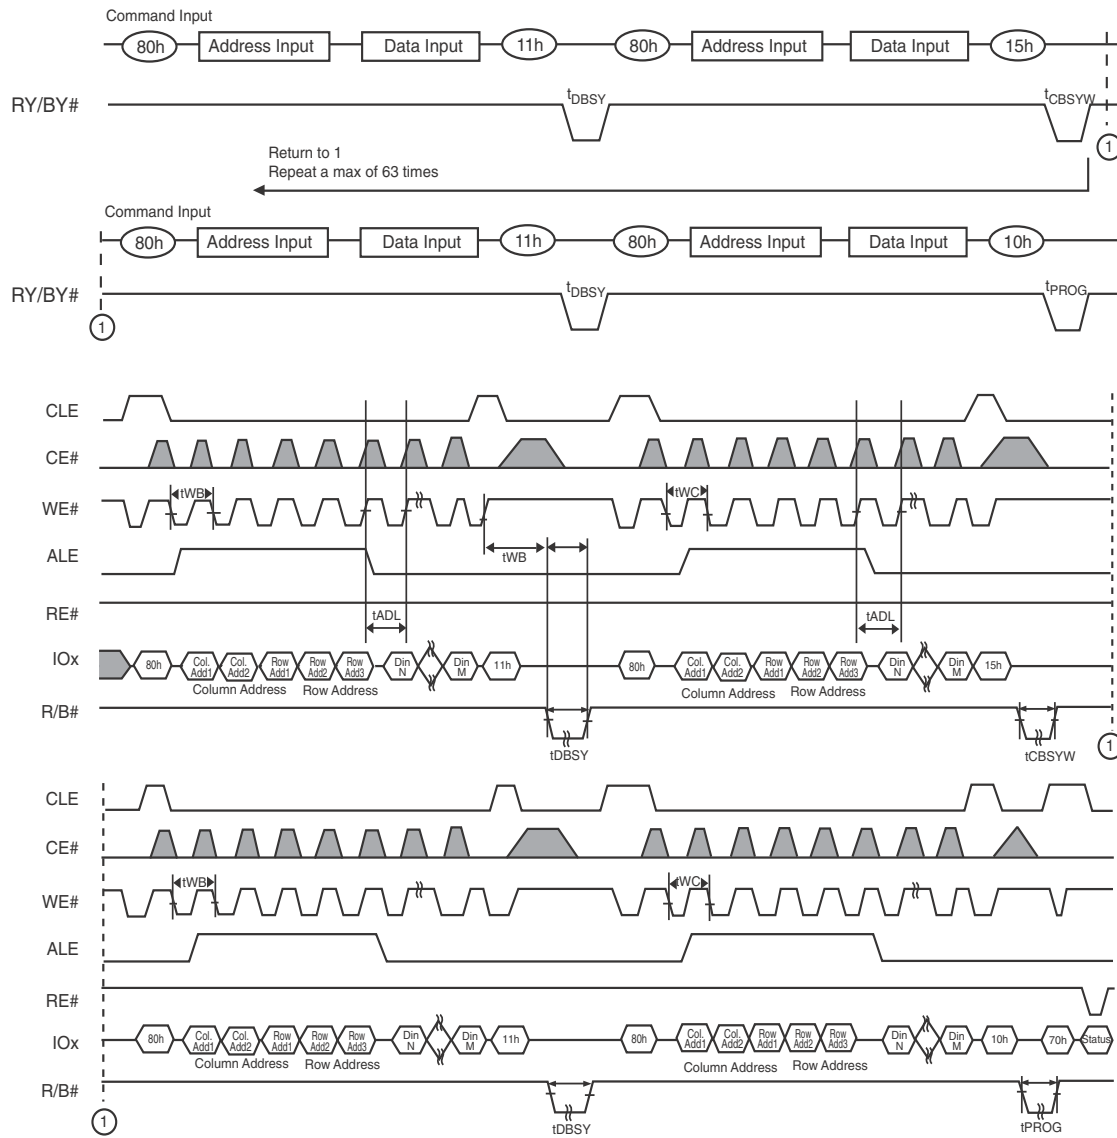 Command Input
80h Address Input Data Input 11h 80h Address Input Data Input 15h
RY/BY# tDBSY tCBSYW
1
Return to 1
Repeat a max of 63 times
Command Input
80h Address Input Data Input 11h 80h Address Input Data Input 10h
RY/BY# tDBSY tPROG
1
CLE
CE#
WE# tWB tWC
ALE tWB
RE# tADL tADL
IOx 80h Col. Add1 Col. Add2 Row Add1 Row Add2 Row Add3 Din N Din M 11h 80h Col. Add1 Col. Add2 Row Add1 Row Add2 Row Add3 Din N Din M 15h
Column Address Row Address Column Address Row Address
R/B#
tDBSY tCBSYW 1
CLE
CE#
WE# tWB tWC
ALE
RE#
IOx 80h Col. Add1 Col. Add2 Row Add1 Row Add2 Row Add3 Din N Din M 11h 80h Col. Add1 Col. Add2 Row Add1 Row Add2 Row Add3 Din N Din M 10h 70h Status
Column Address Row Address Column Address Row Address
R/B#
1 tDBSY tPROG